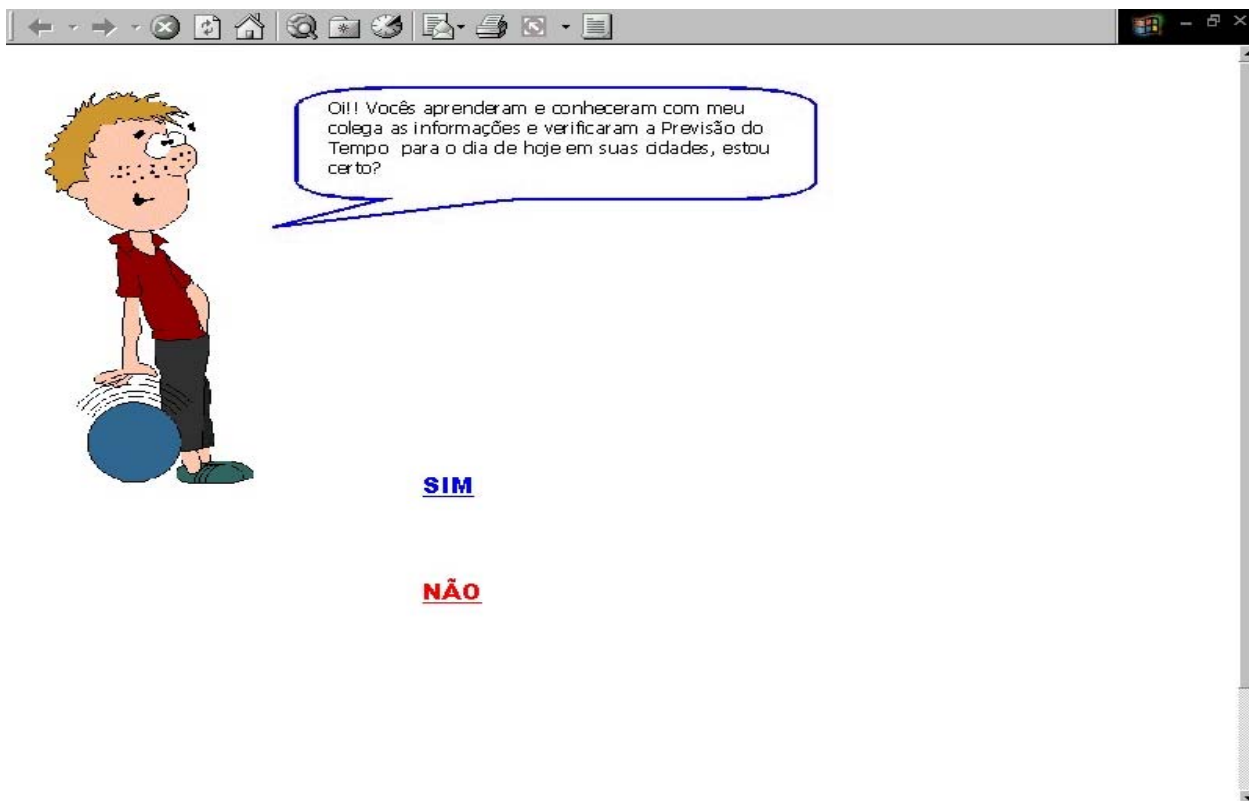 Oi!! Vocês aprenderam e conheceram com meu
colega as informações e verificaram a Previsão do
Tempo para o dia de hoje em suas cidades, estou
certo?
SIM
NÃO